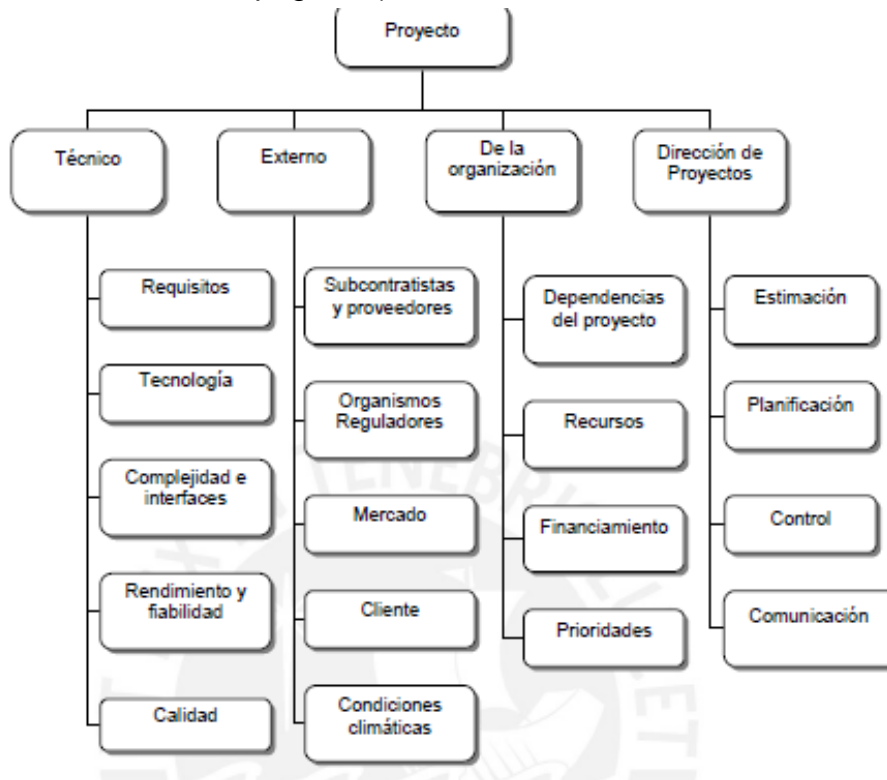 Proyecto
Técnico
Externo
De la
organización
Dirección de
Proyectos
Requisitos
Tecnología
Complejidad e
interfaces
Rendimiento y
fiabilidad
Calidad
Subcontratistas
y proveedores
Organismos
Reguladores
Mercado
Cliente
Condiciones
climáticas
Dependencias
del proyecto
Recursos
Financiamiento
Prioridades
Estimación
Planificación
Control
Comunicación